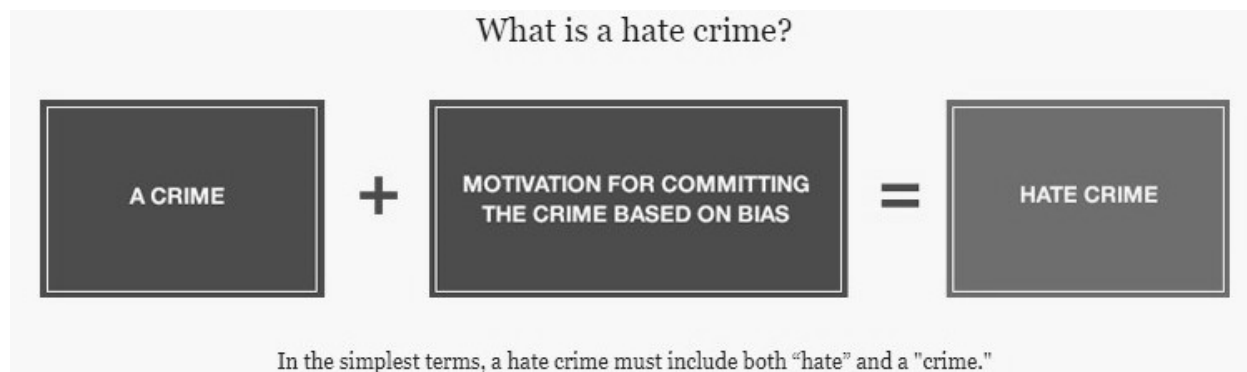 What is a hate crime?
A CRIME
+
MOTIVATION FOR COMMITTING
THE CRIME BASED ON BIAS
=
HATE CRIME
In the simplest terms, a hate crime must include both “hate” and a "crime."